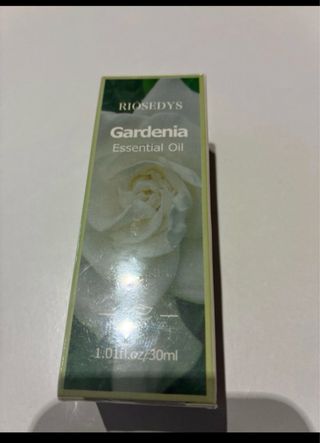 RIOSEDYS
Gardenia
Essential Oil
1.01fl.oz/30ml